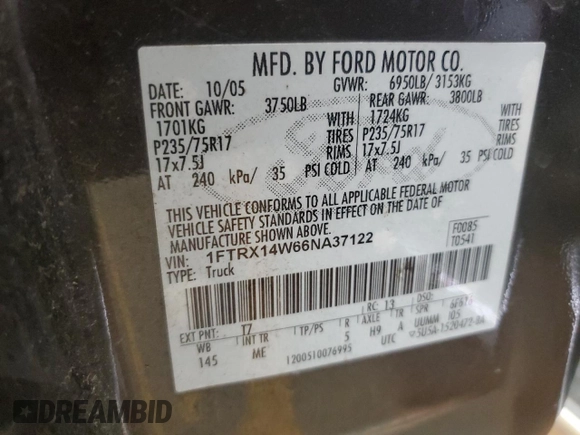 MFD. BY FORD MOTOR CO.
DATE: 10/05 GVWR: 6950LB/ 3153KG
FRONT GAWR: 3750LB REAR GAWR: 3800LB
1701KG WITH 1724KG WITH
P235/75R17 TIRES P235/75R17 TIRES
17x7.5J RIMS 17x7.5J RIMS
AT 240 kPa/ 35 PSI COLD AT 240 kPa/ 35 PSI COLD
THIS VEHICLE CONFORMS TO ALL APPLICABLE FEDERAL MOTOR
VEHICLE SAFETY STANDARDS IN EFFECT ON THE DATE OF
MANUFACTURE SHOWN ABOVE.
VIN: 1FTRX14W66NA37122 F0085
TYPE: Truck T0541
RC: 13 DSO:
EXT PNT: T7
WB INT TR TP/PS R AXLE TR SPR
145 ME 5 H9 A
UUMM 105
1200510076995 UTC
Ford
DREAMBID